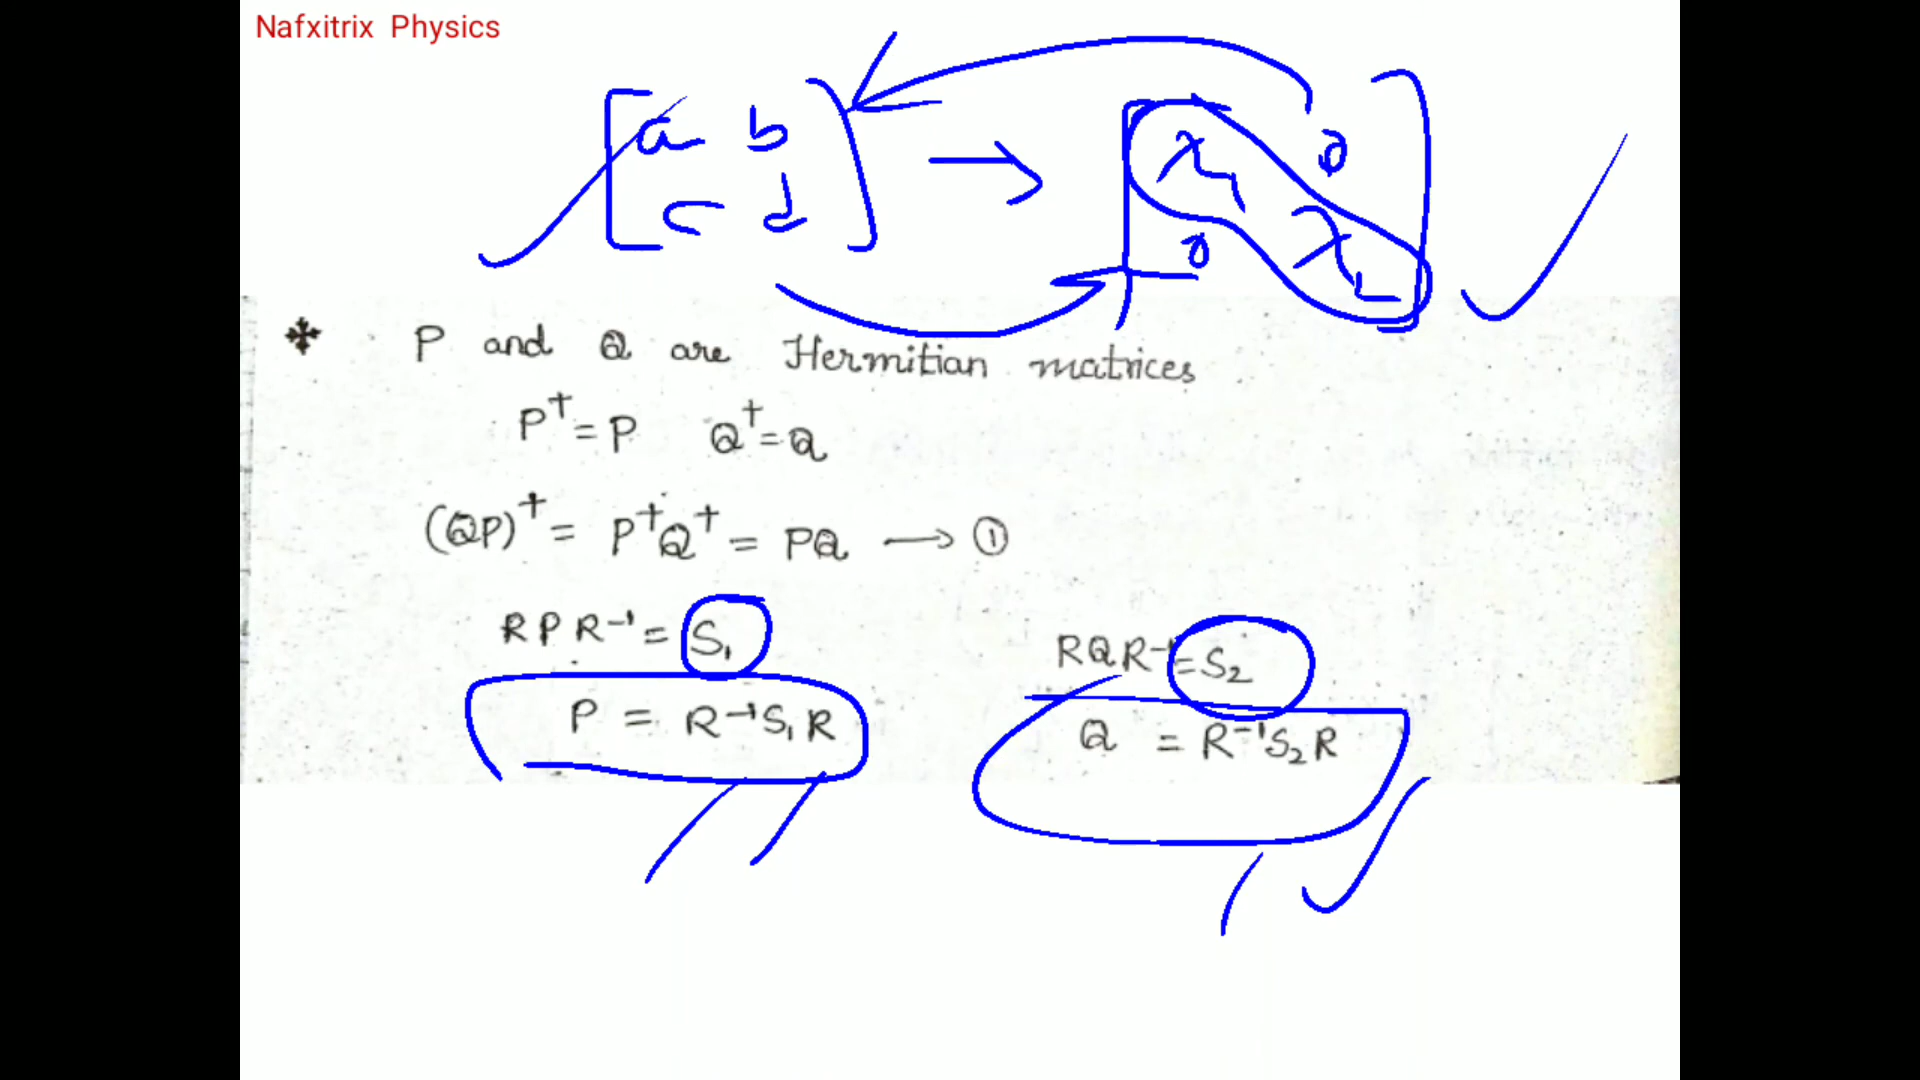 Nafxitrix Physics
[a b → [λ₁ 0
c d] 0 λ₂]
* P and Q are Hermitian matrices
P† = P Q† = Q
(QP)† = P†Q† = PQ → ①
RPR⁻¹ = S₁ RQR⁻¹ = S₂
P = R⁻¹S₁R Q = R⁻¹S₂R